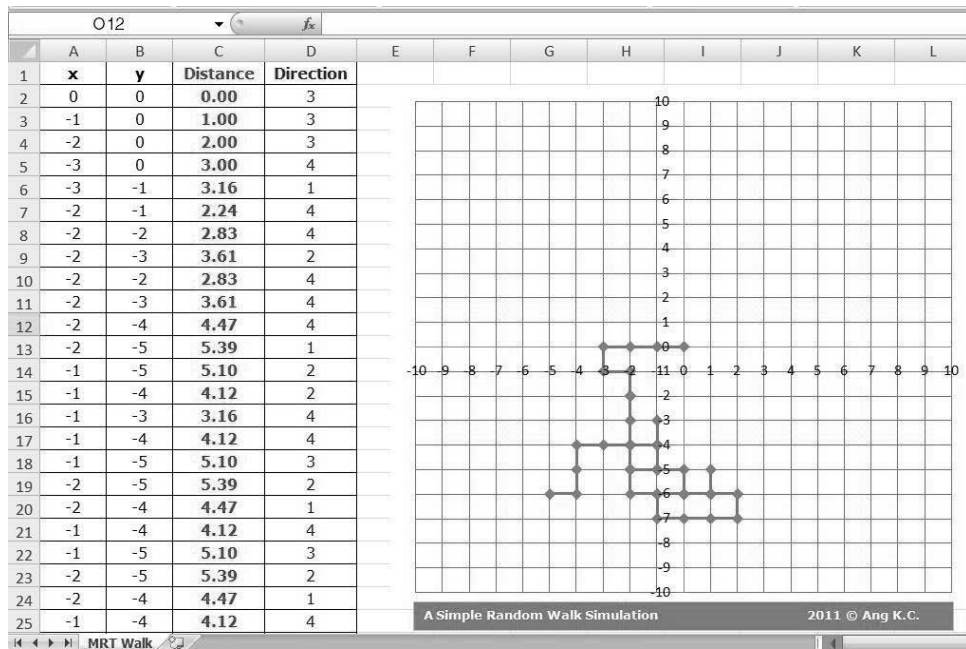 O12 fx
A B C D E F G H I J K L
1 x y Distance Direction
2 0 0 0.00 3
3 -1 0 1.00 3
4 -2 0 2.00 3
5 -3 0 3.00 4
6 -3 -1 3.16 1
7 -2 -1 2.24 4
8 -2 -2 2.83 4
9 -2 -3 3.61 2
10 -2 -2 2.83 4
11 -2 -3 3.61 4
12 -2 -4 4.47 4
13 -2 -5 5.39 1
14 -1 -5 5.10 2
15 -1 -4 4.12 2
16 -1 -3 3.16 4
17 -1 -4 4.12 4
18 -1 -5 5.10 3
19 -2 -5 5.39 2
20 -2 -4 4.47 1
21 -1 -4 4.12 4
22 -1 -5 5.10 3
23 -2 -5 5.39 2
24 -2 -4 4.47 1
25 -1 -4 4.12 4
10
9
8
7
6
5
4
3
2
1
0
-10 -9 -8 -7 -6 -5 -4 -3 -2 -1 0 1 2 3 4 5 6 7 8 9 10
-2
-3
-4
-5
-6
-7
-8
-9
-10
A Simple Random Walk Simulation 2011 © Ang K.C.
MRT Walk